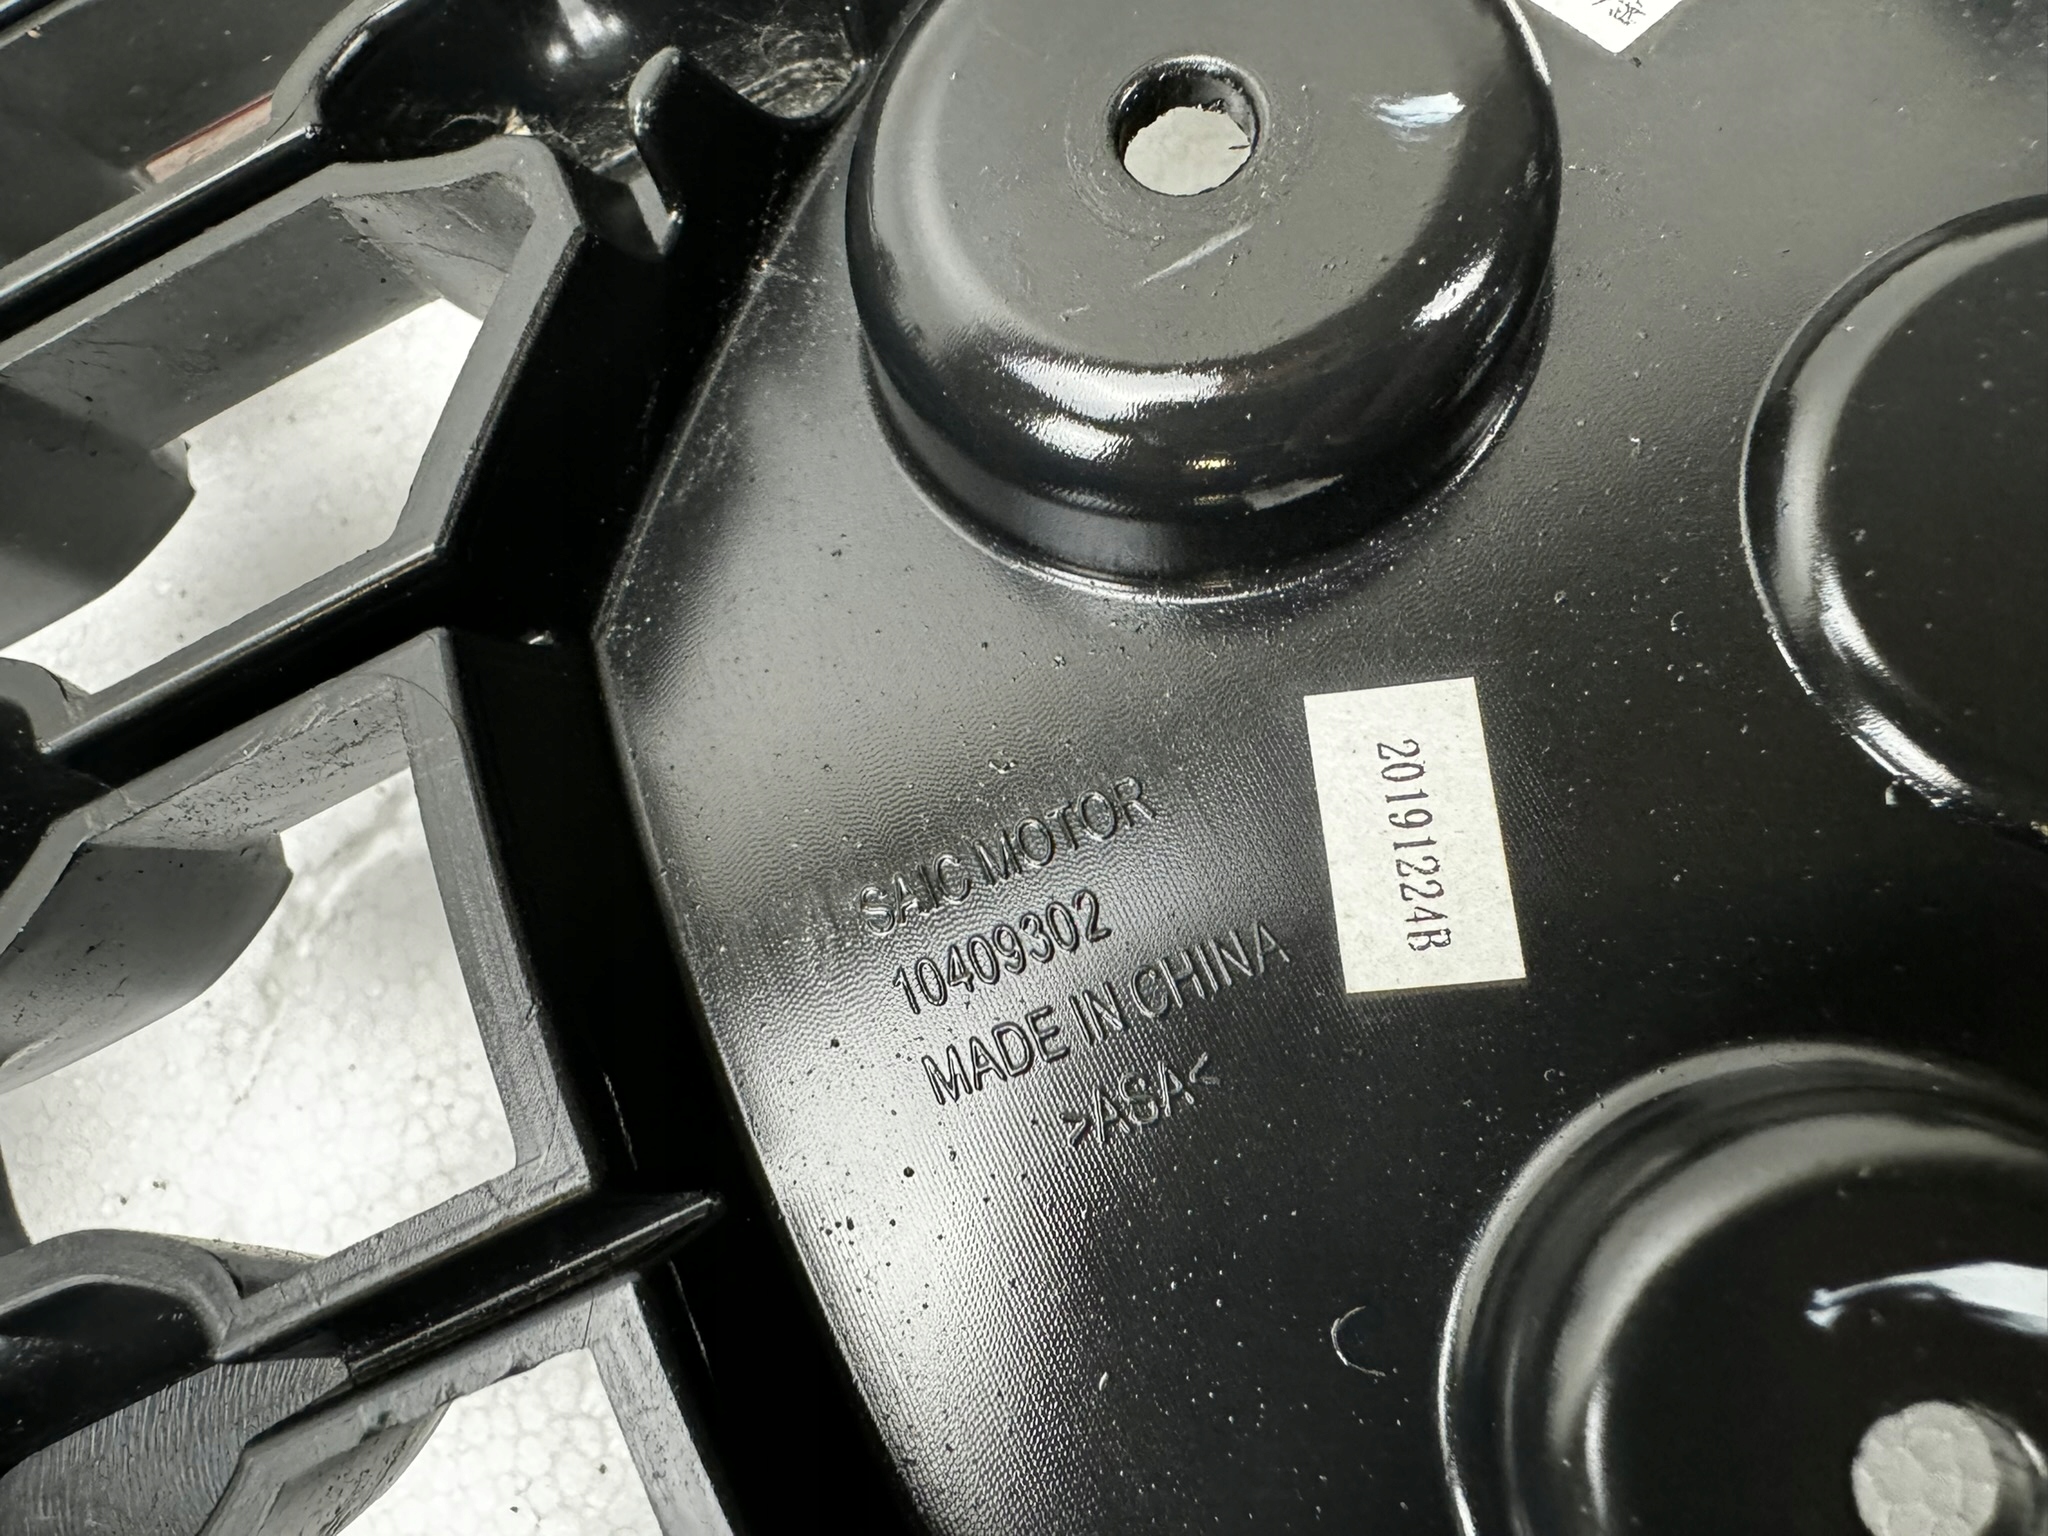 SAIC MOTOR
10409302
MADE IN CHINA
>ASA<
20191224B